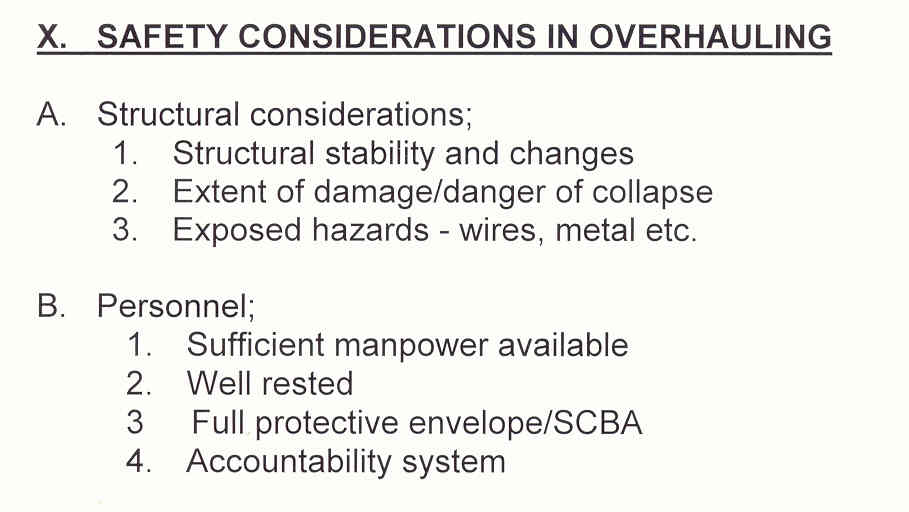 X. SAFETY CONSIDERATIONS IN OVERHAULING
A. Structural considerations;
1. Structural stability and changes
2. Extent of damage/danger of collapse
3. Exposed hazards - wires, metal etc.
B. Personnel;
1. Sufficient manpower available
2. Well rested
3 Full protective envelope/SCBA
4. Accountability system